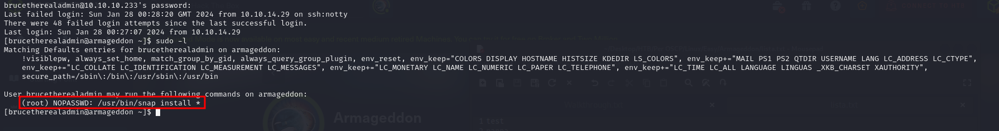 brucetherealadmin@10.10.10.233's password:
Last failed login: Sun Jan 28 00:28:20 GMT 2024 from 10.10.14.29 on ssh:notty
There were 48 failed login attempts since the last successful login.
Last login: Sun Jan 28 00:27:07 2024 from 10.10.14.29
[brucetherealadmin@armageddon ~]$ sudo -l
Matching Defaults entries for brucetherealadmin on armageddon:
    !visiblepw, always_set_home, match_group_by_gid, always_query_group_plugin, env_reset, env_keep="COLORS DISPLAY HOSTNAME HISTSIZE KDEDIR LS_COLORS", env_keep+="MAIL PS1 PS2 QTDIR USERNAME LANG LC_ADDRESS LC_CTYPE",
    env_keep+="LC_COLLATE LC_IDENTIFICATION LC_MEASUREMENT LC_MESSAGES", env_keep+="LC_MONETARY LC_NAME LC_NUMERIC LC_PAPER LC_TELEPHONE", env_keep+="LC_TIME LC_ALL LANGUAGE LINGUAS _XKB_CHARSET XAUTHORITY",
    secure_path=/sbin\:/bin\:/usr/sbin\:/usr/bin
User brucetherealadmin may run the following commands on armageddon:
    (root) NOPASSWD: /usr/bin/snap install *
[brucetherealadmin@armageddon ~]$
Armageddon
1 test